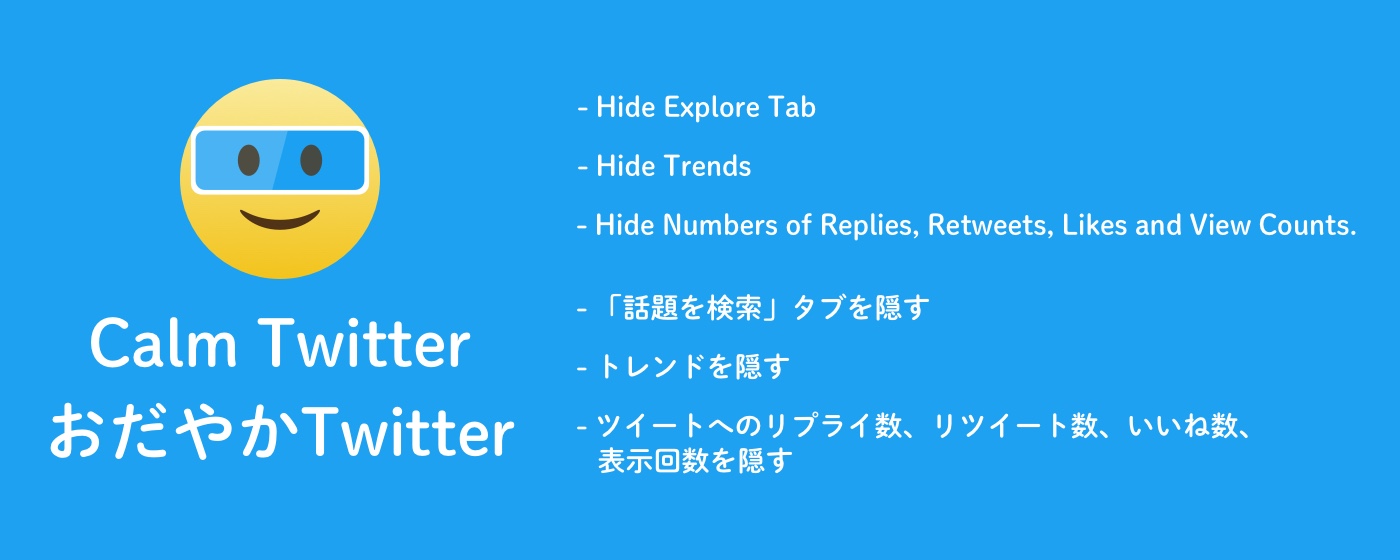 Calm Twitter
おだやかTwitter
- Hide Explore Tab
- Hide Trends
- Hide Numbers of Replies, Retweets, Likes and View Counts.
- 「話題を検索」タブを隠す
- トレンドを隠す
- ツイートへのリプライ数、リツイート数、いいね数、
表示回数を隠す